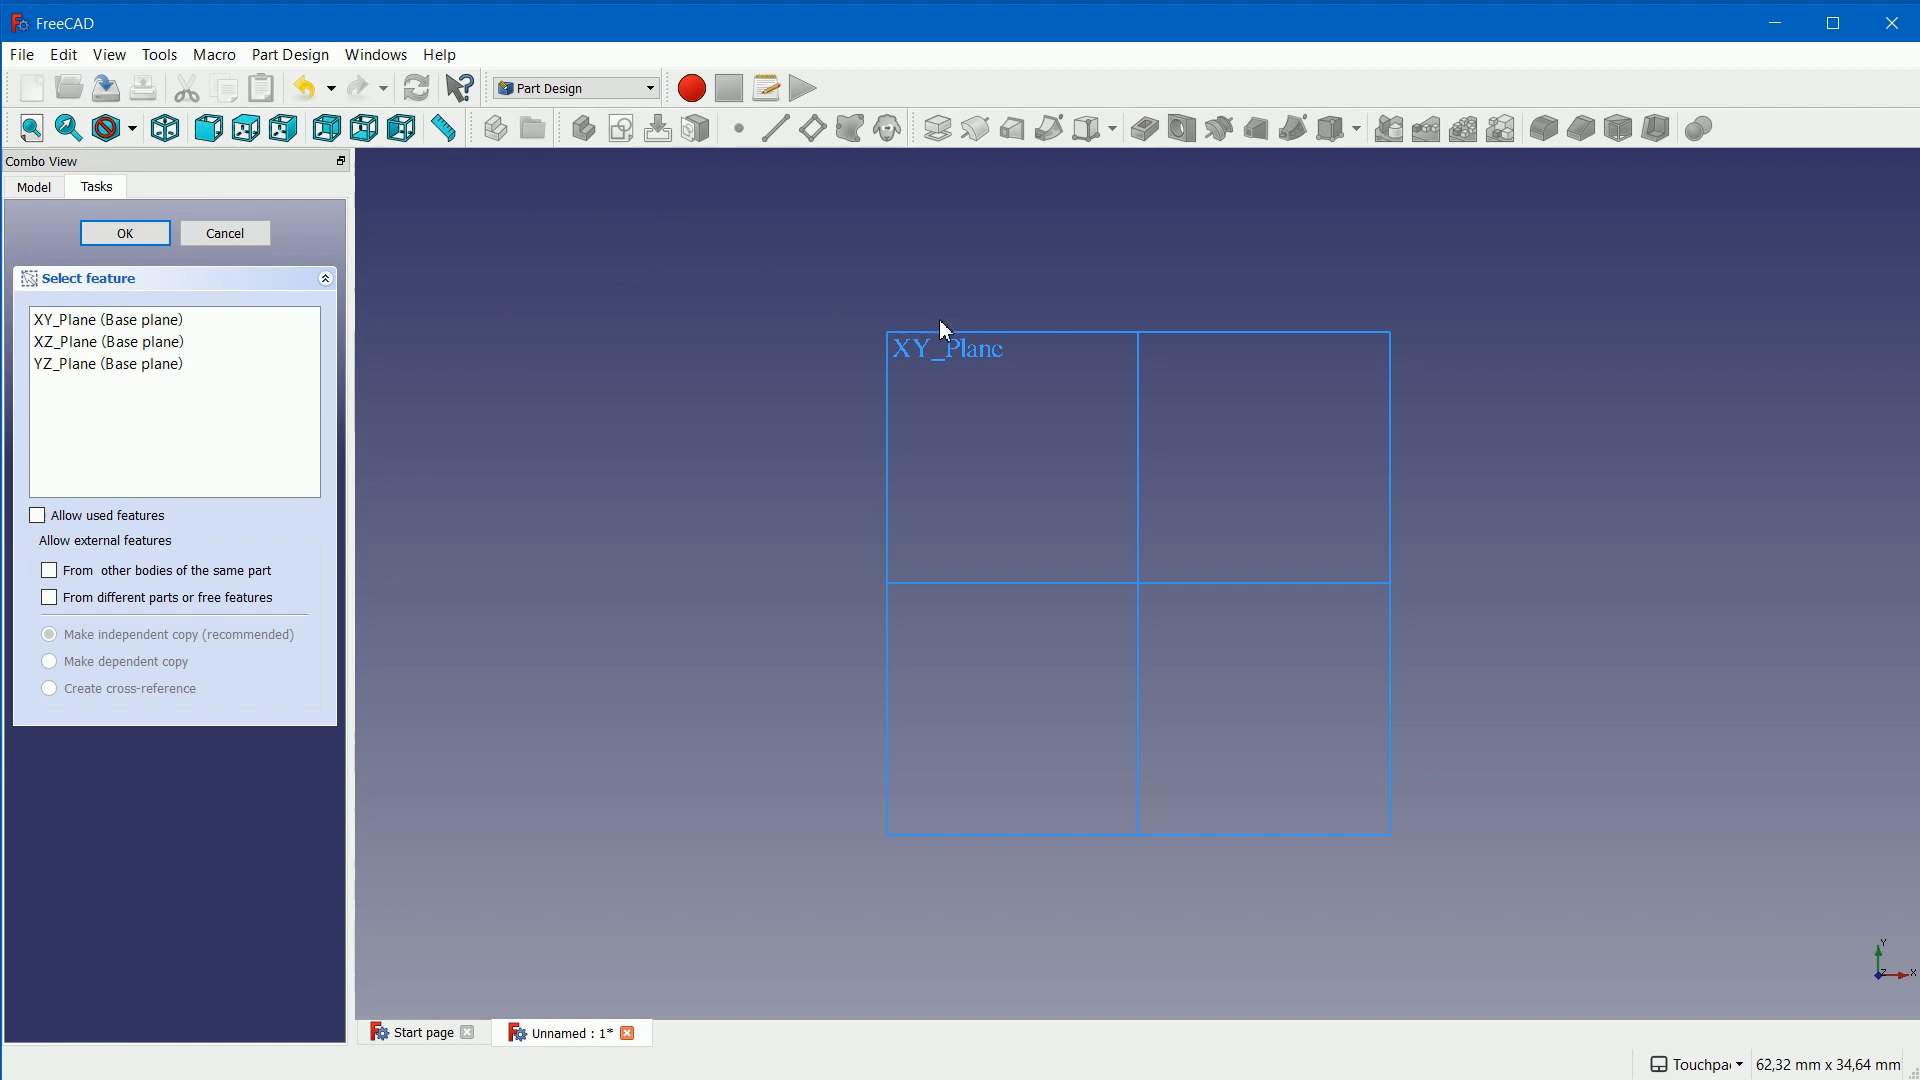 FreeCAD
File Edit View Tools Macro Part Design Windows Help
Part Design
Combo View
Model Tasks
OK Cancel
Select feature
XY_Plane (Base plane)
XZ_Plane (Base plane)
YZ_Plane (Base plane)
Allow used features
Allow external features
From other bodies of the same part
From different parts or free features
Make independent copy (recommended)
Make dependent copy
Create cross-reference
XY_Plane
Y
Z X
Start page Unnamed : 1*
Touchpa 62,32 mm x 34,64 mm